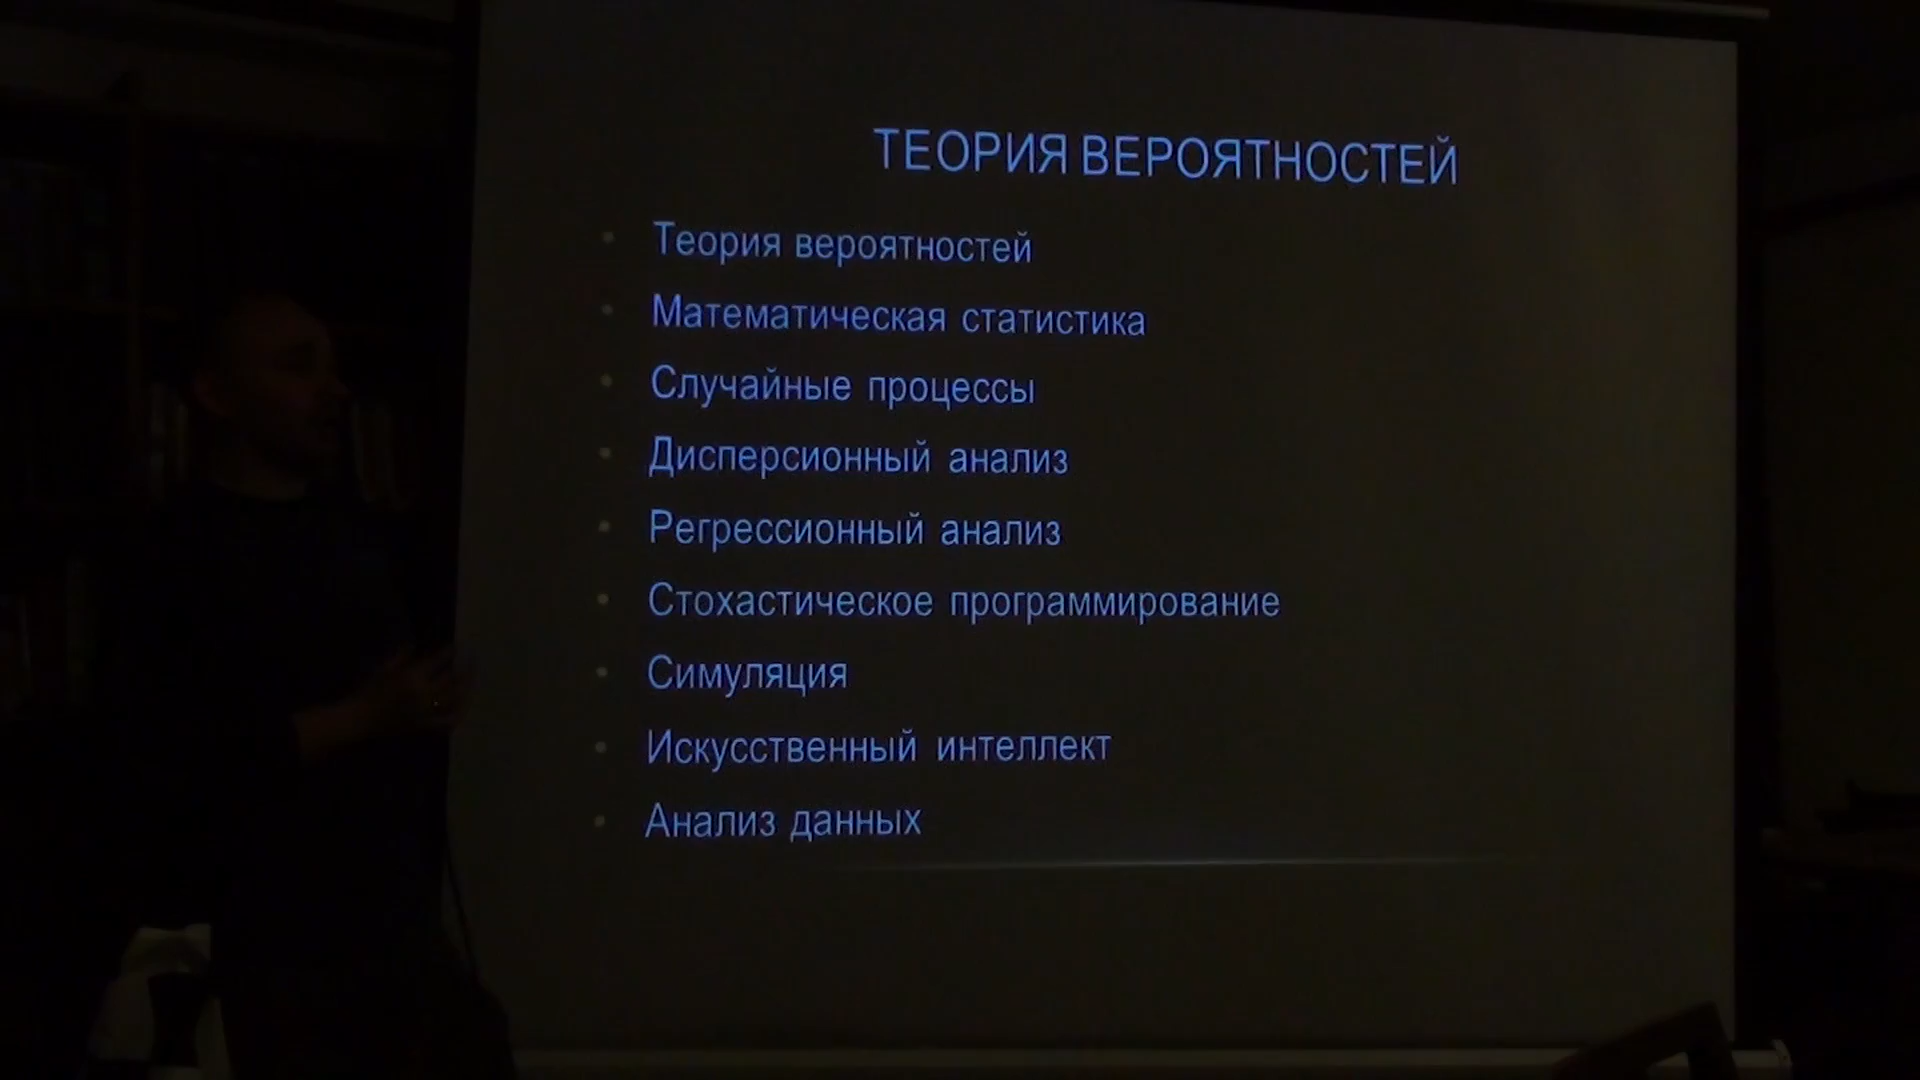 ТЕОРИЯ ВЕРОЯТНОСТЕЙ
Теория вероятностей
Математическая статистика
Случайные процессы
Дисперсионный анализ
Регрессионный анализ
Стохастическое программирование
Симуляция
Искусственный интеллект
Анализ данных